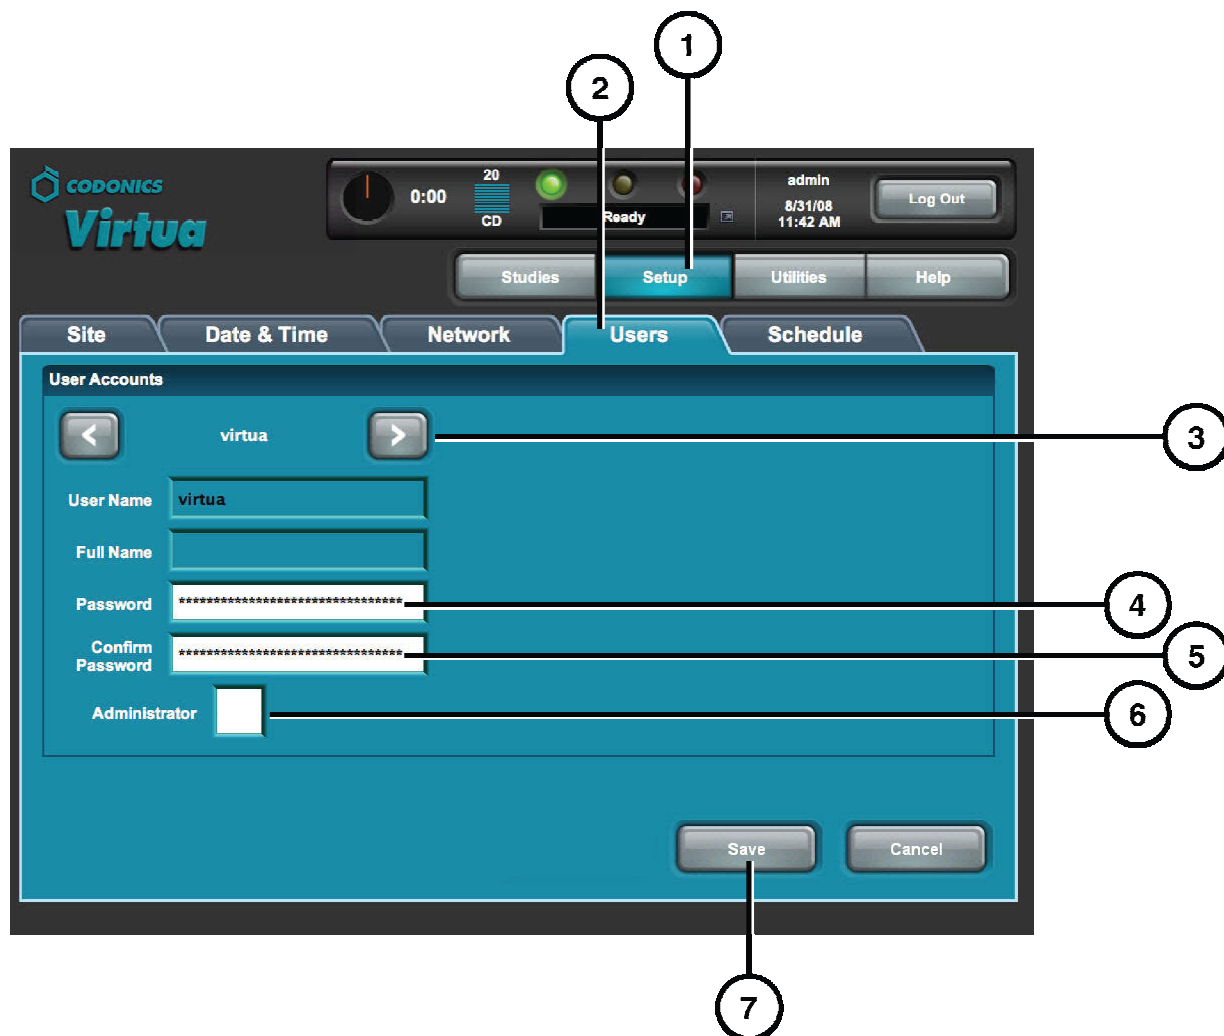 1
2
CODONICS
Virtua
0:00
20
CD
Ready
admin
8/31/08
11:42 AM
Log Out
Studies
Setup
Utilities
Help
Site
Date & Time
Network
Users
Schedule
User Accounts
<
virtua
>
3
User Name
virtua
Full Name
Password
********************************
4
Confirm
Password
********************************
5
Administrator
6
Save
Cancel
7